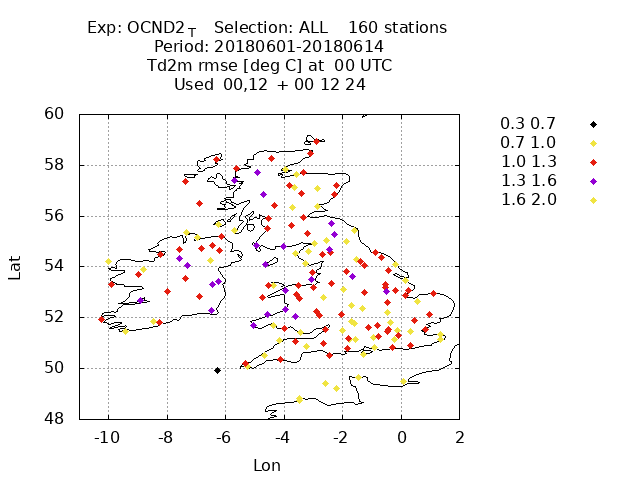 Exp: OCND2 T Selection: ALL 160 stations
Period: 20180601-20180614
Td2m rmse [deg C] at 00 UTC
Used 00,12 + 00 12 24
60
58
56
54
52
50
48
Lat
-10 -8 -6 -4 -2 0 2
Lon
0.3 0.7
0.7 1.0
1.0 1.3
1.3 1.6
1.6 2.0